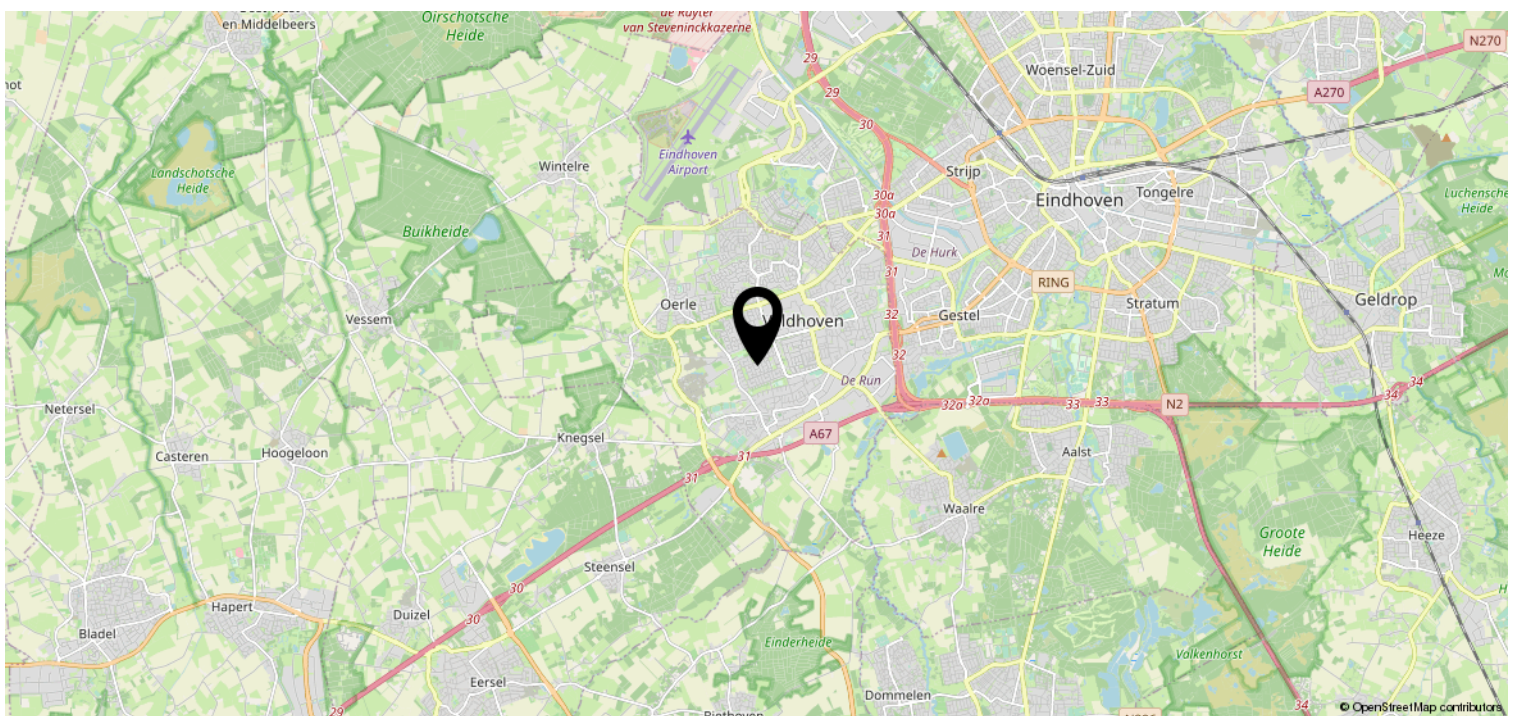 en Middelbeers
Oirschotsche
Heide
de Ruyter
van Steveninckkazerne
N270
29
Woensel-Zuid
A270
29
30
Eindhoven
Airport
Wintelre
Strijp
Landschotsche
Heide
Tongelre
Eindhoven
30a
30a
Luchensche
Heide
Buikheide
31
De Hurk
31
RING
Oerle
Stratum
Geldrop
Vessem
32
Gestel
Veldhoven
32
De Run
34
34
Netersel
32a
32a
33
33
N2
A67
Knegsel
Hoogeloon
Casteren
Aalst
31
31
Waalre
Groote
Heide
Heeze
Steensel
30
30
Hapert
Duizel
Bladel
Einderheide
Valkenhorst
Eersel
Dommelen
34
29
© OpenStreetMap contributors